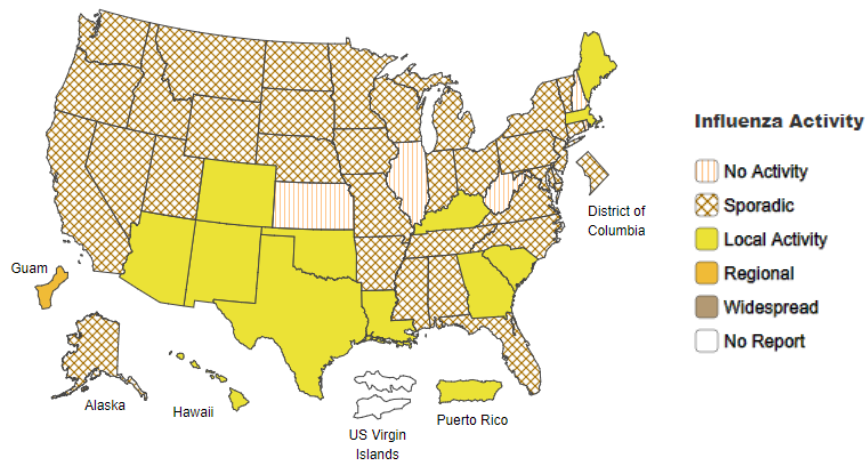 Influenza Activity
No Activity
Sporadic
Local Activity
Regional
Widespread
No Report
District of
Columbia
Guam
Alaska
Hawaii
US Virgin
Islands
Puerto Rico